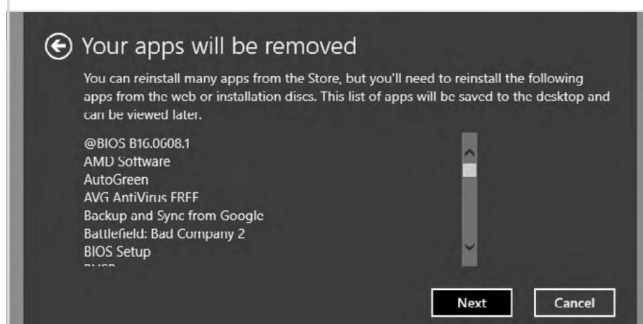 Your apps will be removed
You can reinstall many apps from the Store, but you'll need to reinstall the following
apps from the web or installation discs. This list of apps will be saved to the desktop and
can be viewed later.
@BIOS B16.0608.1
AMD Software
AutoGreen
AVG AntiVirus FREE
Backup and Sync from Google
Battlefield: Bad Company 2
BIOS Setup
Next
Cancel